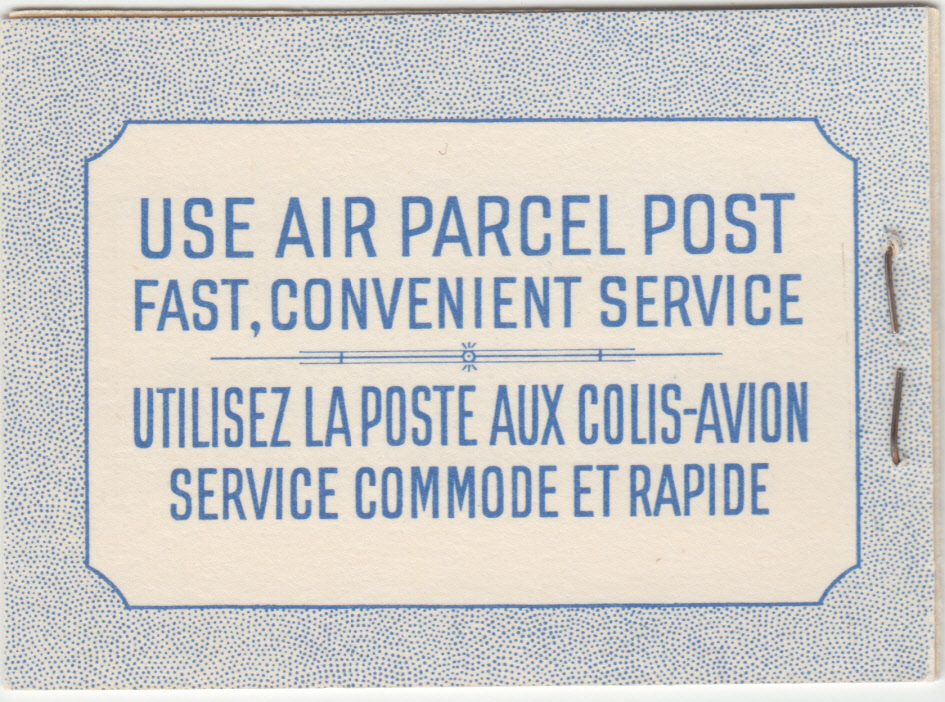 USE AIR PARCEL POST
FAST, CONVENIENT SERVICE
UTILISEZ LA POSTE AUX COLIS-AVION
SERVICE COMMODE ET RAPIDE